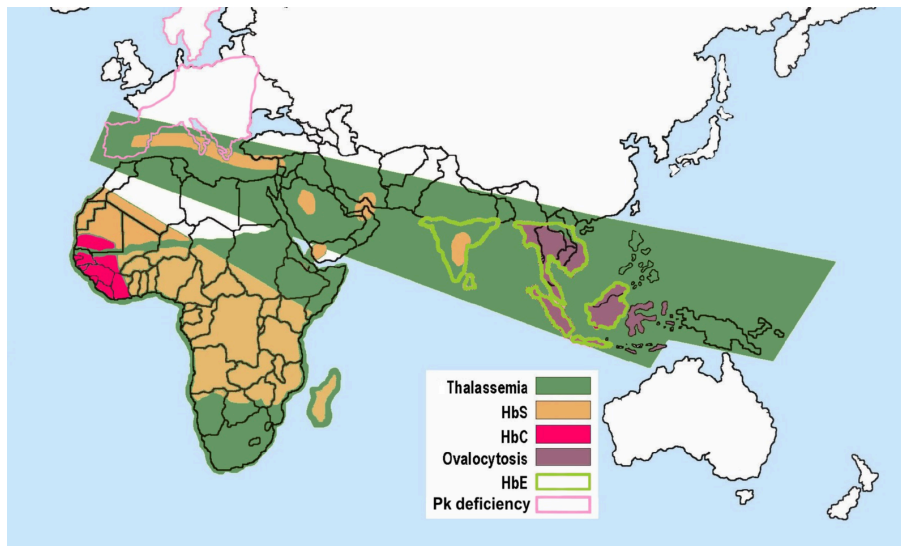 Thalassemia
HbS
HbC
Ovalocytosis
HbE
Pk deficiency